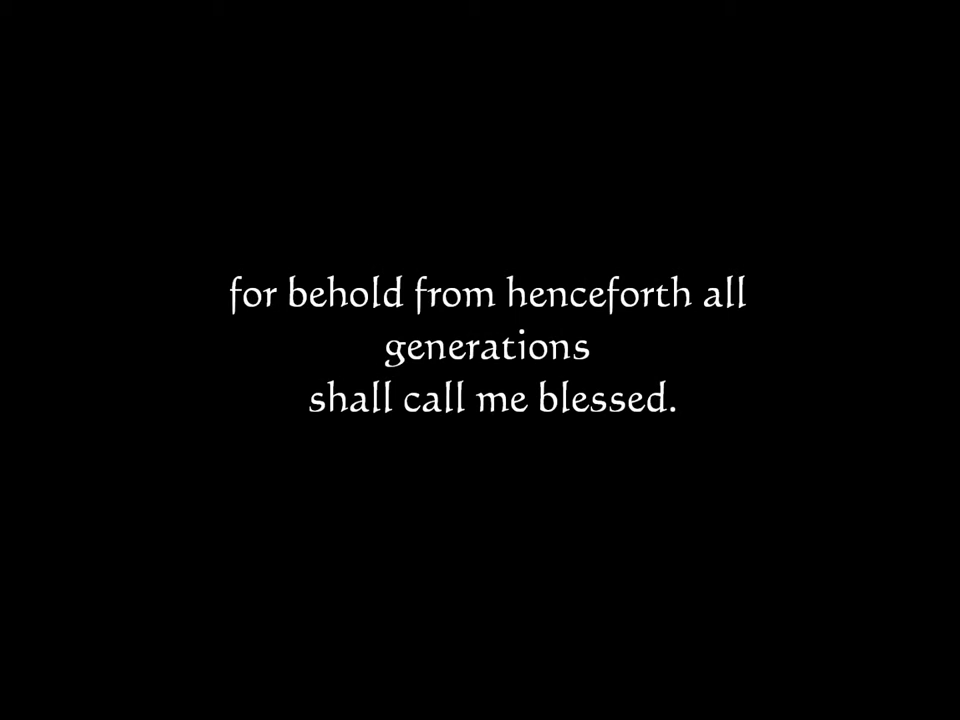 for behold from henceforth all
generations
shall call me blessed.